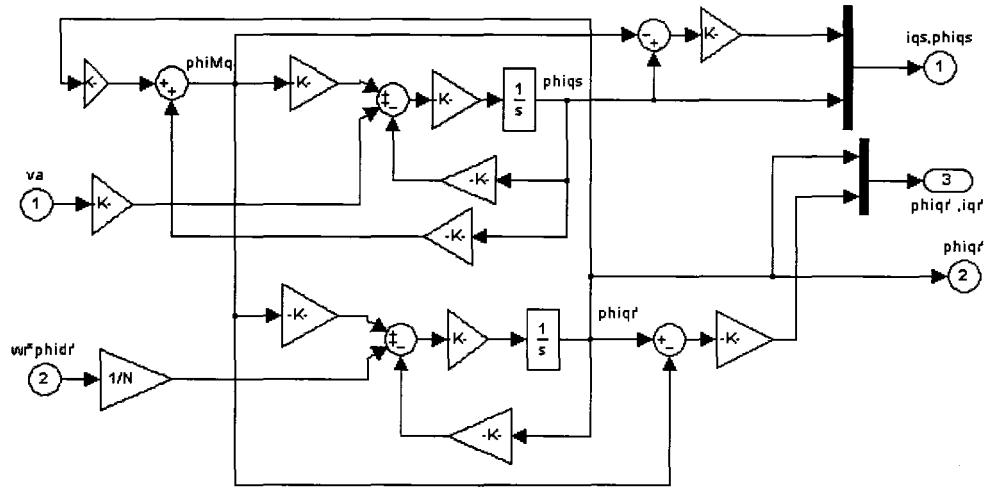 iqs,phiqs
1
K-
phiMq
K-
-+
K-
++
phiqs
K-
1
s
va
1
K-
-K-
3
phiqr' ,iqr'
-K-
phiqr'
2
-K-
phiqr'
K-
1
s
+-
-K-
wr*phidr'
2
1/N
-K-